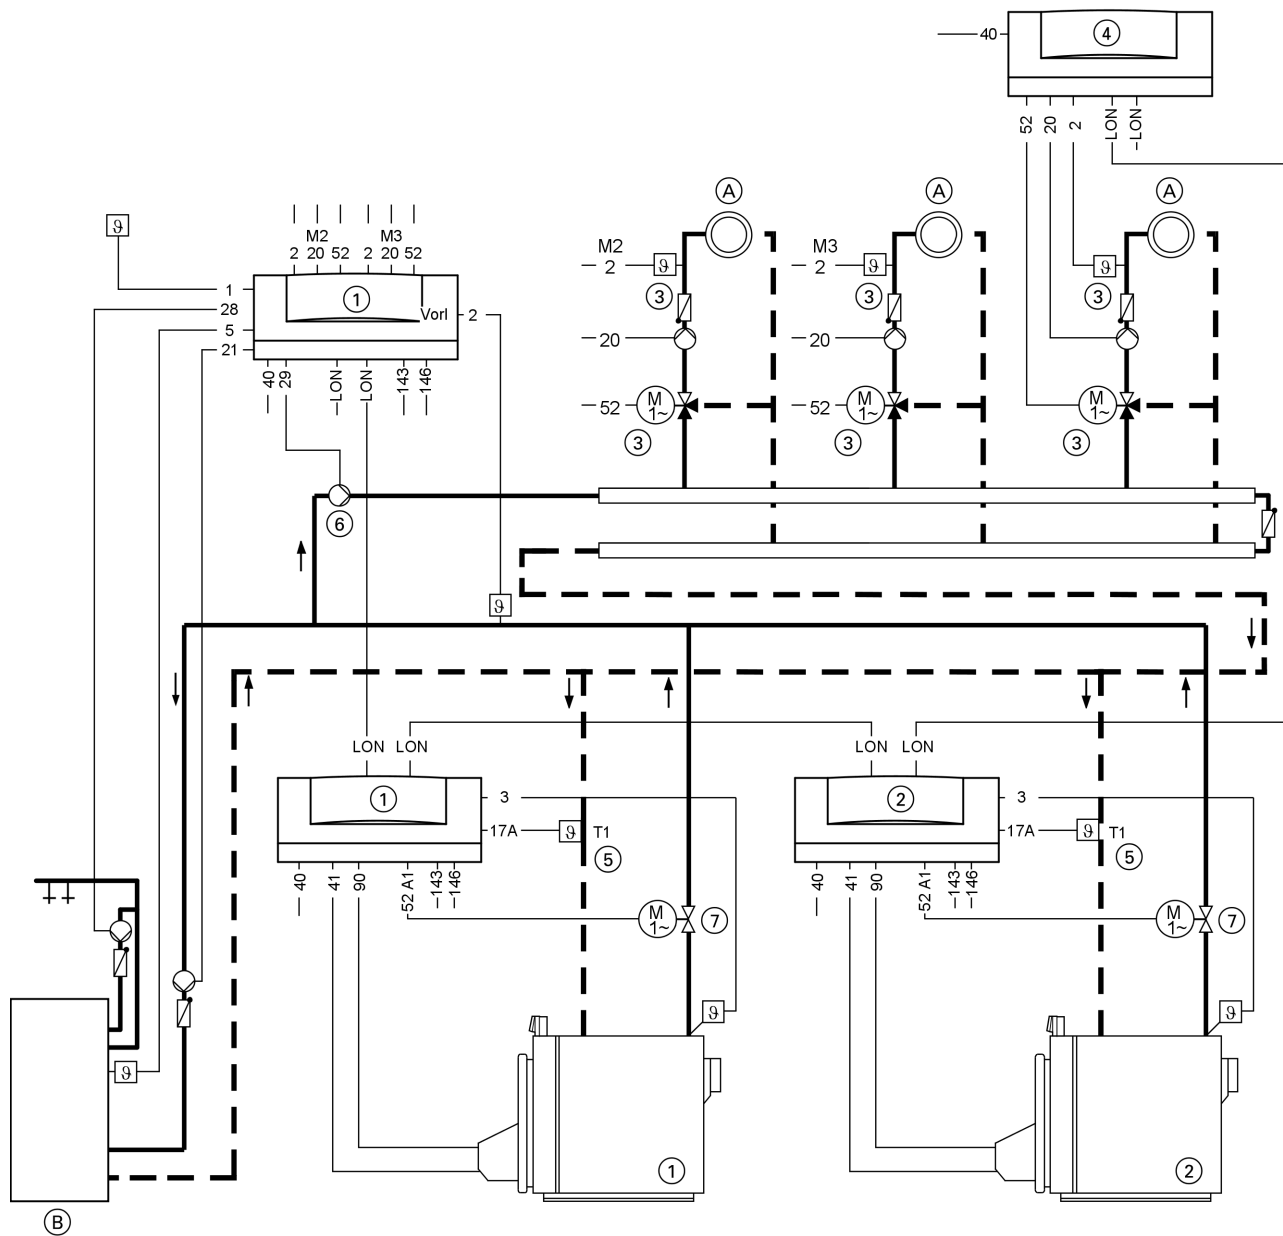 40 ④
52 20 2 LON LON
Ⓐ Ⓐ Ⓐ
ϑ
M2 M3
2 20 52 2 20 52
M2 M3
2 ϑ 2 ϑ ϑ
1 ①
③ ③ ③
28 Vorl 2
5
20 20
21
40 29 LON LON 143 146
52 M 1~ 52 M 1~ M 1~
③ ③ ③
⑥
ϑ
LON LON LON LON
① 3 ② 3
17A ϑ T1 17A ϑ T1
⑤ ⑤
40 41 90 52 A1 143 146 40 41 90 52 A1 143 146
M 1~ ⑦ M 1~ ⑦
ϑ ϑ
ϑ
① ②
Ⓑ